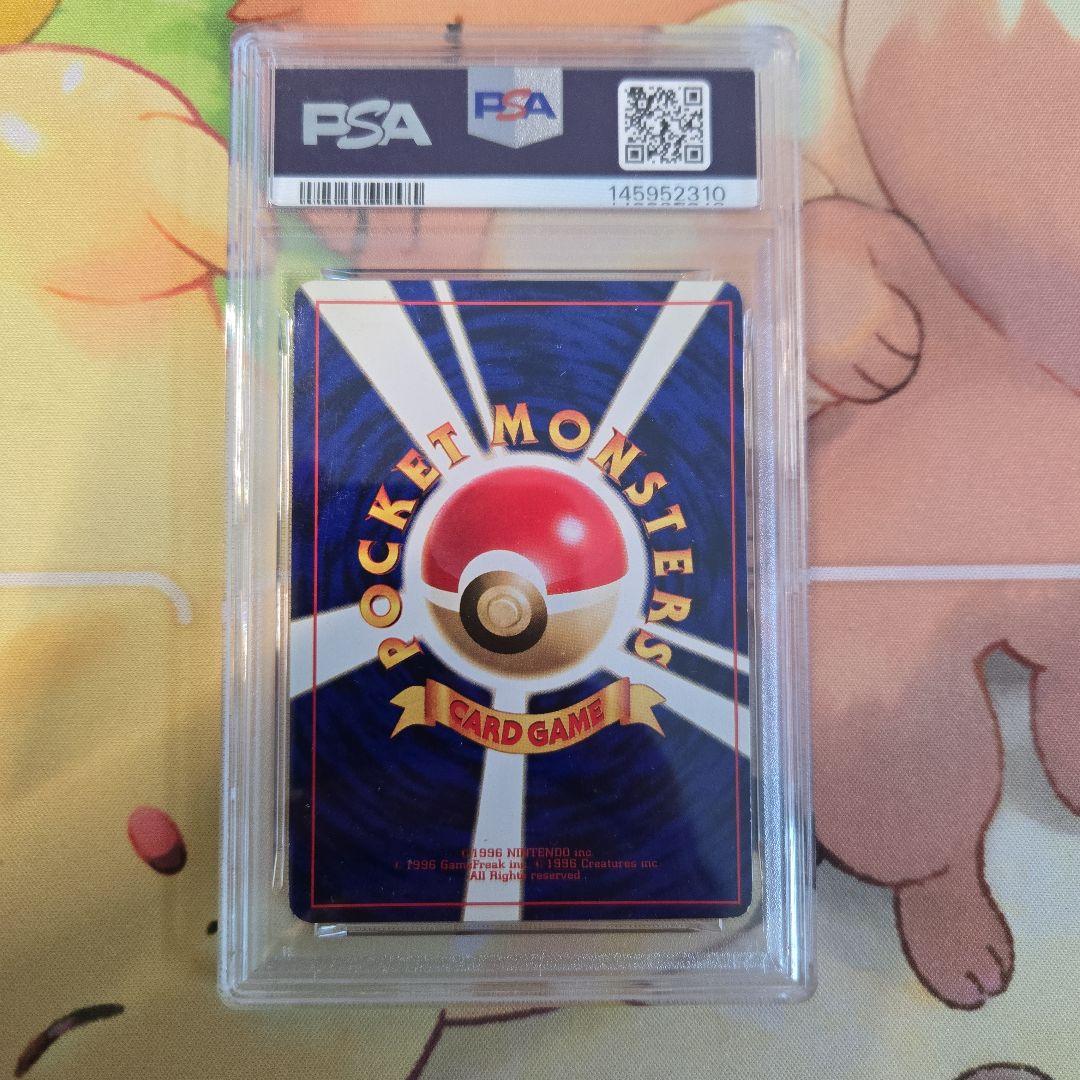 PSA
PSA
145952310
POCKET MONSTERS
CARD GAME
©1996 NINTENDO inc.
© 1996 GameFreak inc. © 1996 Creatures inc.
All Rights reserved